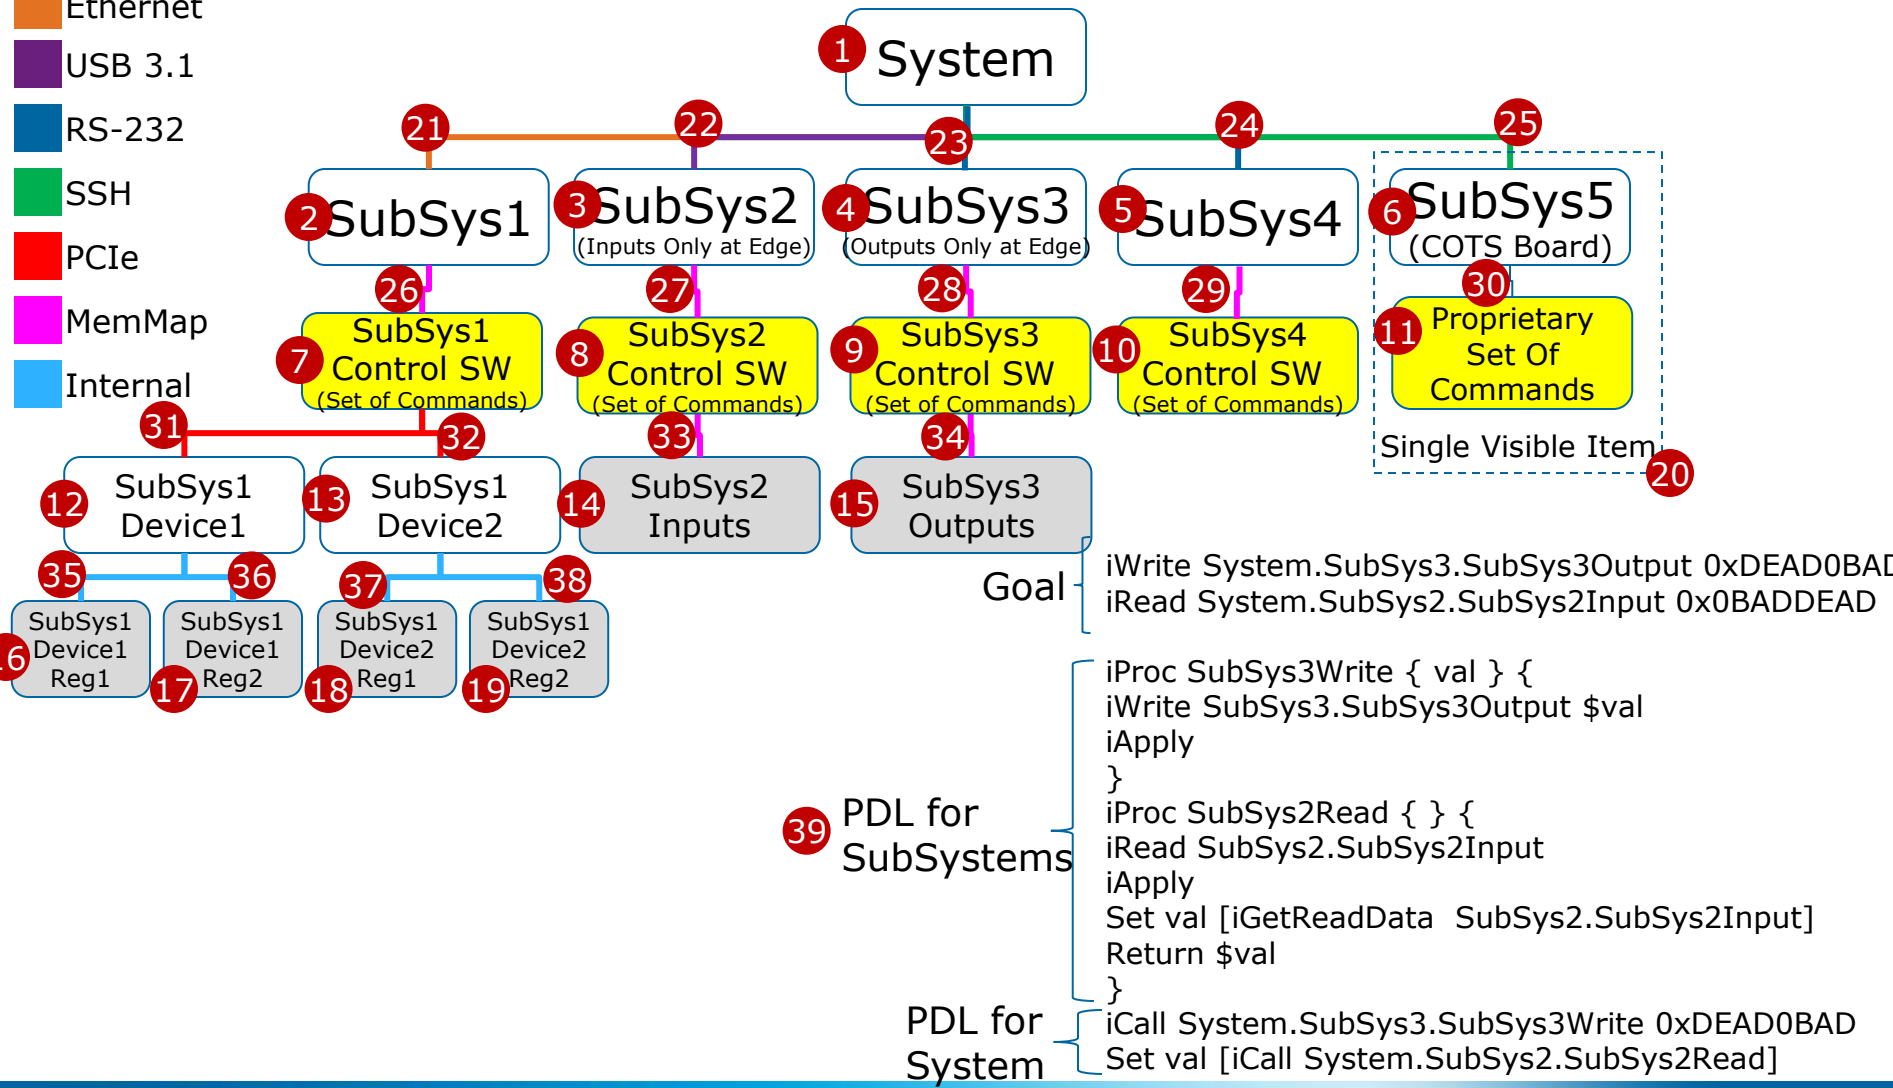 Ethernet
USB 3.1
RS-232
SSH
PCIe
MemMap
Internal
1
System
21
22
23
24
25
2
SubSys1
3
SubSys2
(Inputs Only at Edge)
4
SubSys3
(Outputs Only at Edge)
5
SubSys4
6
SubSys5
(COTS Board)
26
27
28
29
30
7
SubSys1
Control SW
(Set of Commands)
8
SubSys2
Control SW
(Set of Commands)
9
SubSys3
Control SW
(Set of Commands)
10
SubSys4
Control SW
(Set of Commands)
11
Proprietary
Set Of
Commands
Single Visible Item
20
31
32
33
34
12
SubSys1
Device1
13
SubSys1
Device2
14
SubSys2
Inputs
15
SubSys3
Outputs
35
36
37
38
16
SubSys1
Device1
Reg1
17
SubSys1
Device1
Reg2
18
SubSys1
Device2
Reg1
19
SubSys1
Device2
Reg2
Goal
iWrite System.SubSys3.SubSys3Output 0xDEAD0BAD
iRead System.SubSys2.SubSys2Input 0x0BADDEAD
39
PDL for
SubSystems
iProc SubSys3Write { val } {
iWrite SubSys3.SubSys3Output $val
iApply
}
iProc SubSys2Read { } {
iRead SubSys2.SubSys2Input
iApply
Set val [iGetReadData  SubSys2.SubSys2Input]
Return $val
}
PDL for
System
iCall System.SubSys3.SubSys3Write 0xDEAD0BAD
Set val [iCall System.SubSys2.SubSys2Read]